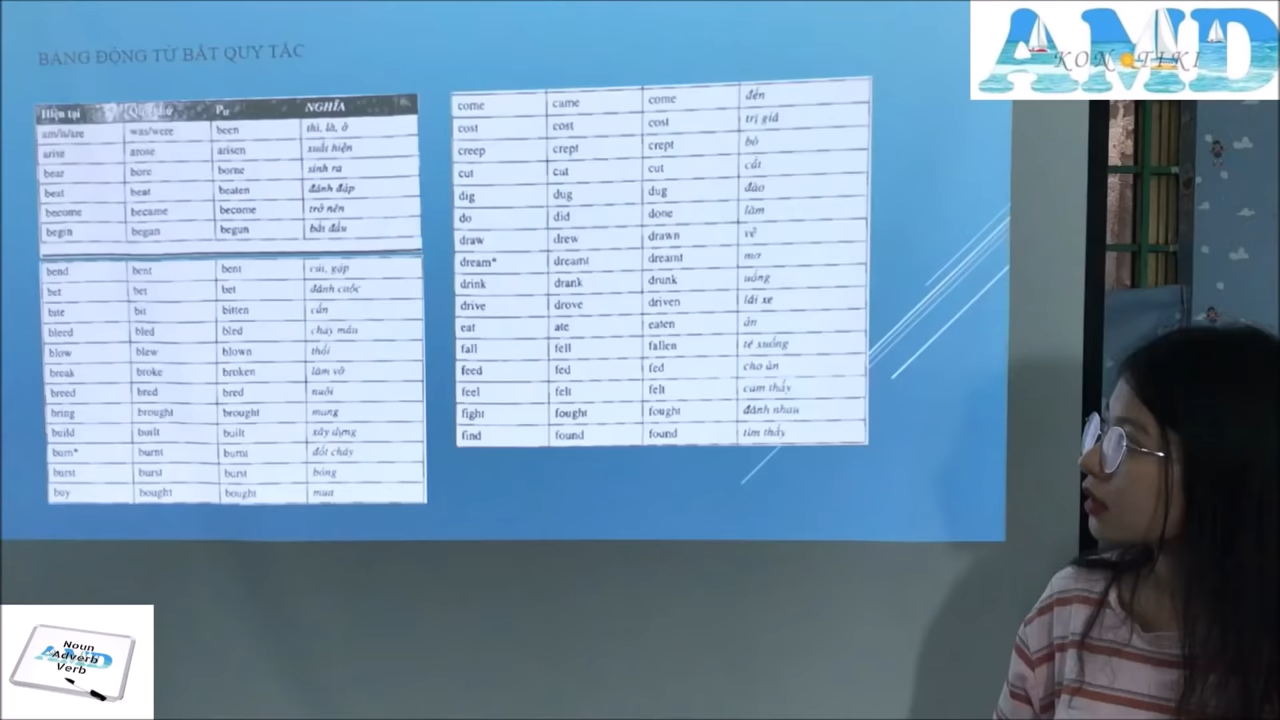 BẢNG ĐỘNG TỪ BẤT QUY TẮC
Hiện tại Quá khứ PII NGHĨA
am/is/are was/were been thì, là, ở
arise arose arisen xuất hiện
bear bore borne sinh ra
beat beat beaten đánh đập
become became become trở nên
begin began begun bắt đầu
bend bent bent cúi, gập
bet bet bet đánh cuộc
bite bit bitten cắn
bleed bled bled chảy máu
blow blew blown thổi
break broke broken làm vỡ
breed bred bred nuôi
bring brought brought mang
build built built xây dựng
burn* burnt burnt đốt cháy
burst burst burst bóng
buy bought bought mua
come came come đến
cost cost cost trị giá
creep crept crept bò
cut cut cut cắt
dig dug dug đào
do did done làm
draw drew drawn vẽ
dream* dreamt dreamt mơ
drink drank drunk uống
drive drove driven lái xe
eat ate eaten ăn
fall fell fallen té xuống
feed fed fed cho ăn
feel felt felt cảm thấy
fight fought fought đánh nhau
find found found tìm thấy
AMD
KON TIKI
Noun
Adverb
Verb
AMD